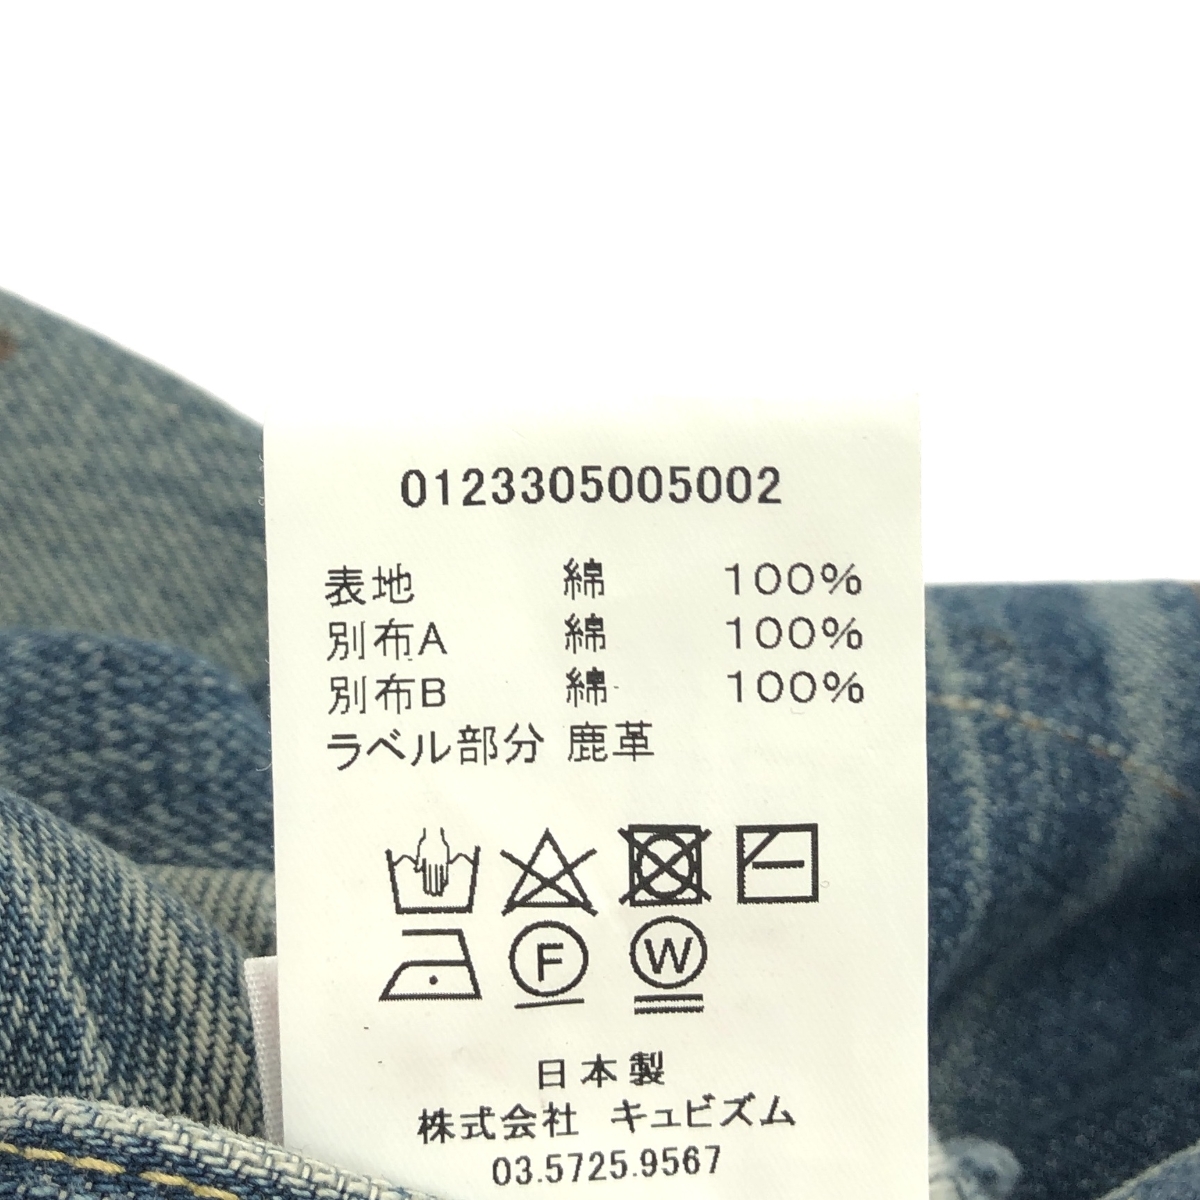 0123305005002
表地 綿 100%
別布A 綿 100%
別布B 綿 100%
ラベル部分 鹿革
F W
日本製
株式会社 キュビズム
03.5725.9567